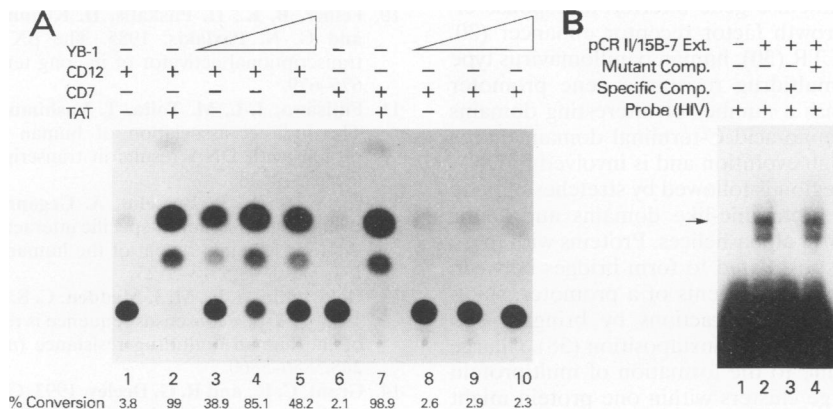 A
YB-1 – – – –
CD12 + + + + + – – – – –
CD7 – – – – – + + + + +
TAT – + – – – – + – – –
1 2 3 4 5 6 7 8 9 10
% Conversion 3.8 99 38.9 85.1 48.2 2.1 98.9 2.6 2.9 2.3
B
pCR II/15B-7 Ext. – + + +
Mutant Comp. – – – +
Specific Comp. – – + –
Probe (HIV) + + + +
1 2 3 4